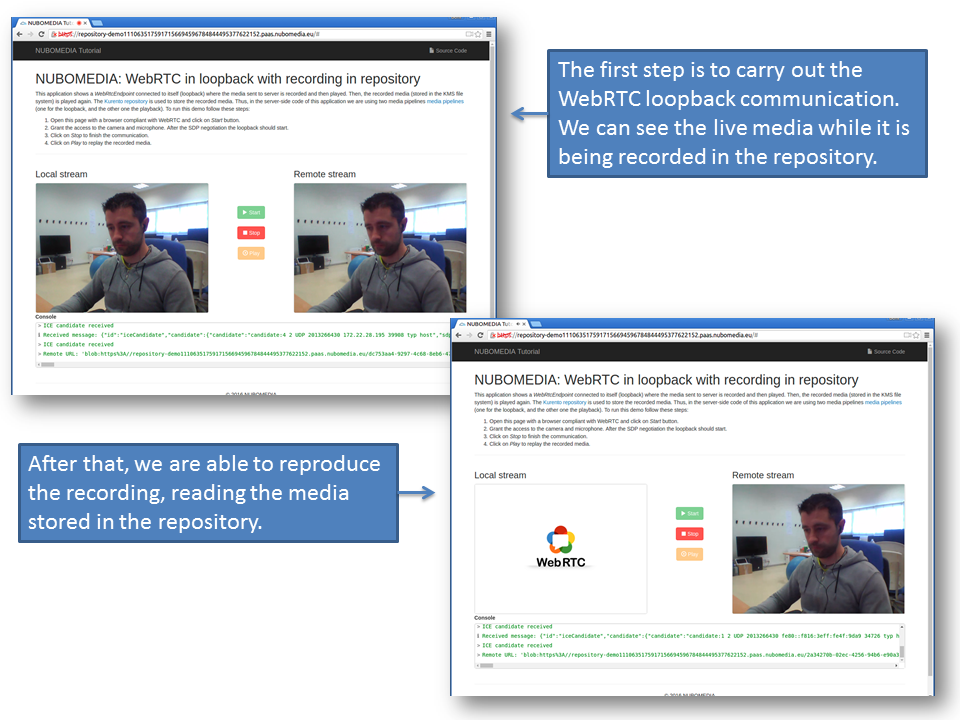 NUBOMEDIA Tut
//repository-demo11106351759171566945967848444953776221​52.paas.nubomedia.eu/#
NUBOMEDIA Tutorial
Source Code
NUBOMEDIA: WebRTC in loopback with recording in repository
This application shows a WebRtcEndpoint connected to itself (loopback) where the media sent to server is recorded and then played. Then, the recorded media (stored in the KMS file
system) is played again. The Kurento repository is used to store the recorded media. Thus, in the server-side code of this application we are using two media pipelines media pipelines
(one for the loopback, and other one the playback). To run this demo follow these steps:
1. Open this page with a browser compliant with WebRTC and click on Start button.
2. Grant the access to the camera and microphone. After the SDP negotiation the loopback should start.
3. Click on Stop to finish the communication.
4. Click on Play to replay the recorded media.
Local stream
Remote stream
Start
Stop
Play
Console
> ICE candidate received
Received message: {"id":"iceCandidate","candidate":{"candidate":"candidate:4 2 UDP 2013266430 172.22.20.195 39908 typ host","sdp
> ICE candidate received
> Remote URL: 'blob:https%3A//repository-demo11106351759171566945967848444953776​22152.paas.nubomedia.eu/dc753aa4-9297-4c68-8eb6-4
© 2016 NUBOMEDIA
The first step is to carry out the
WebRTC loopback communication.
We can see the live media while it is
being recorded in the repository.
After that, we are able to reproduce
the recording, reading the media
stored in the repository.
NUBOMEDIA Tut
//repository-demo1110635175917156694596784844495377622152.paas.nubomedia.eu/#
NUBOMEDIA Tutorial
Source Code
NUBOMEDIA: WebRTC in loopback with recording in repository
This application shows a WebRtcEndpoint connected to itself (loopback) where the media sent to server is recorded and then played. Then, the recorded media (stored in the KMS file
system) is played again. The Kurento repository is used to store the recorded media. Thus, in the server-side code of this application we are using two media pipelines media pipelines
(one for the loopback, and other one the playback). To run this demo follow these steps:
1. Open this page with a browser compliant with WebRTC and click on Start button.
2. Grant the access to the camera and microphone. After the SDP negotiation the loopback should start.
3. Click on Stop to finish the communication.
4. Click on Play to replay the recorded media.
Local stream
Remote stream
WebRTC
Start
Stop
Play
Console
> ICE candidate received
Received message: {"id":"iceCandidate","candidate":{"candidate":"candidate:1 2 UDP 2013266430 fe80::f816:3eff:fe4f:9da9 34726 typ h
> ICE candidate received
> Remote URL: 'blob:https%3A//repository-demo1110635175917156694596784844495377622152.paas.nubomedia.eu/2a34278b-82ec-4256-94b6-e90a3
© 2016 NUBOMEDIA